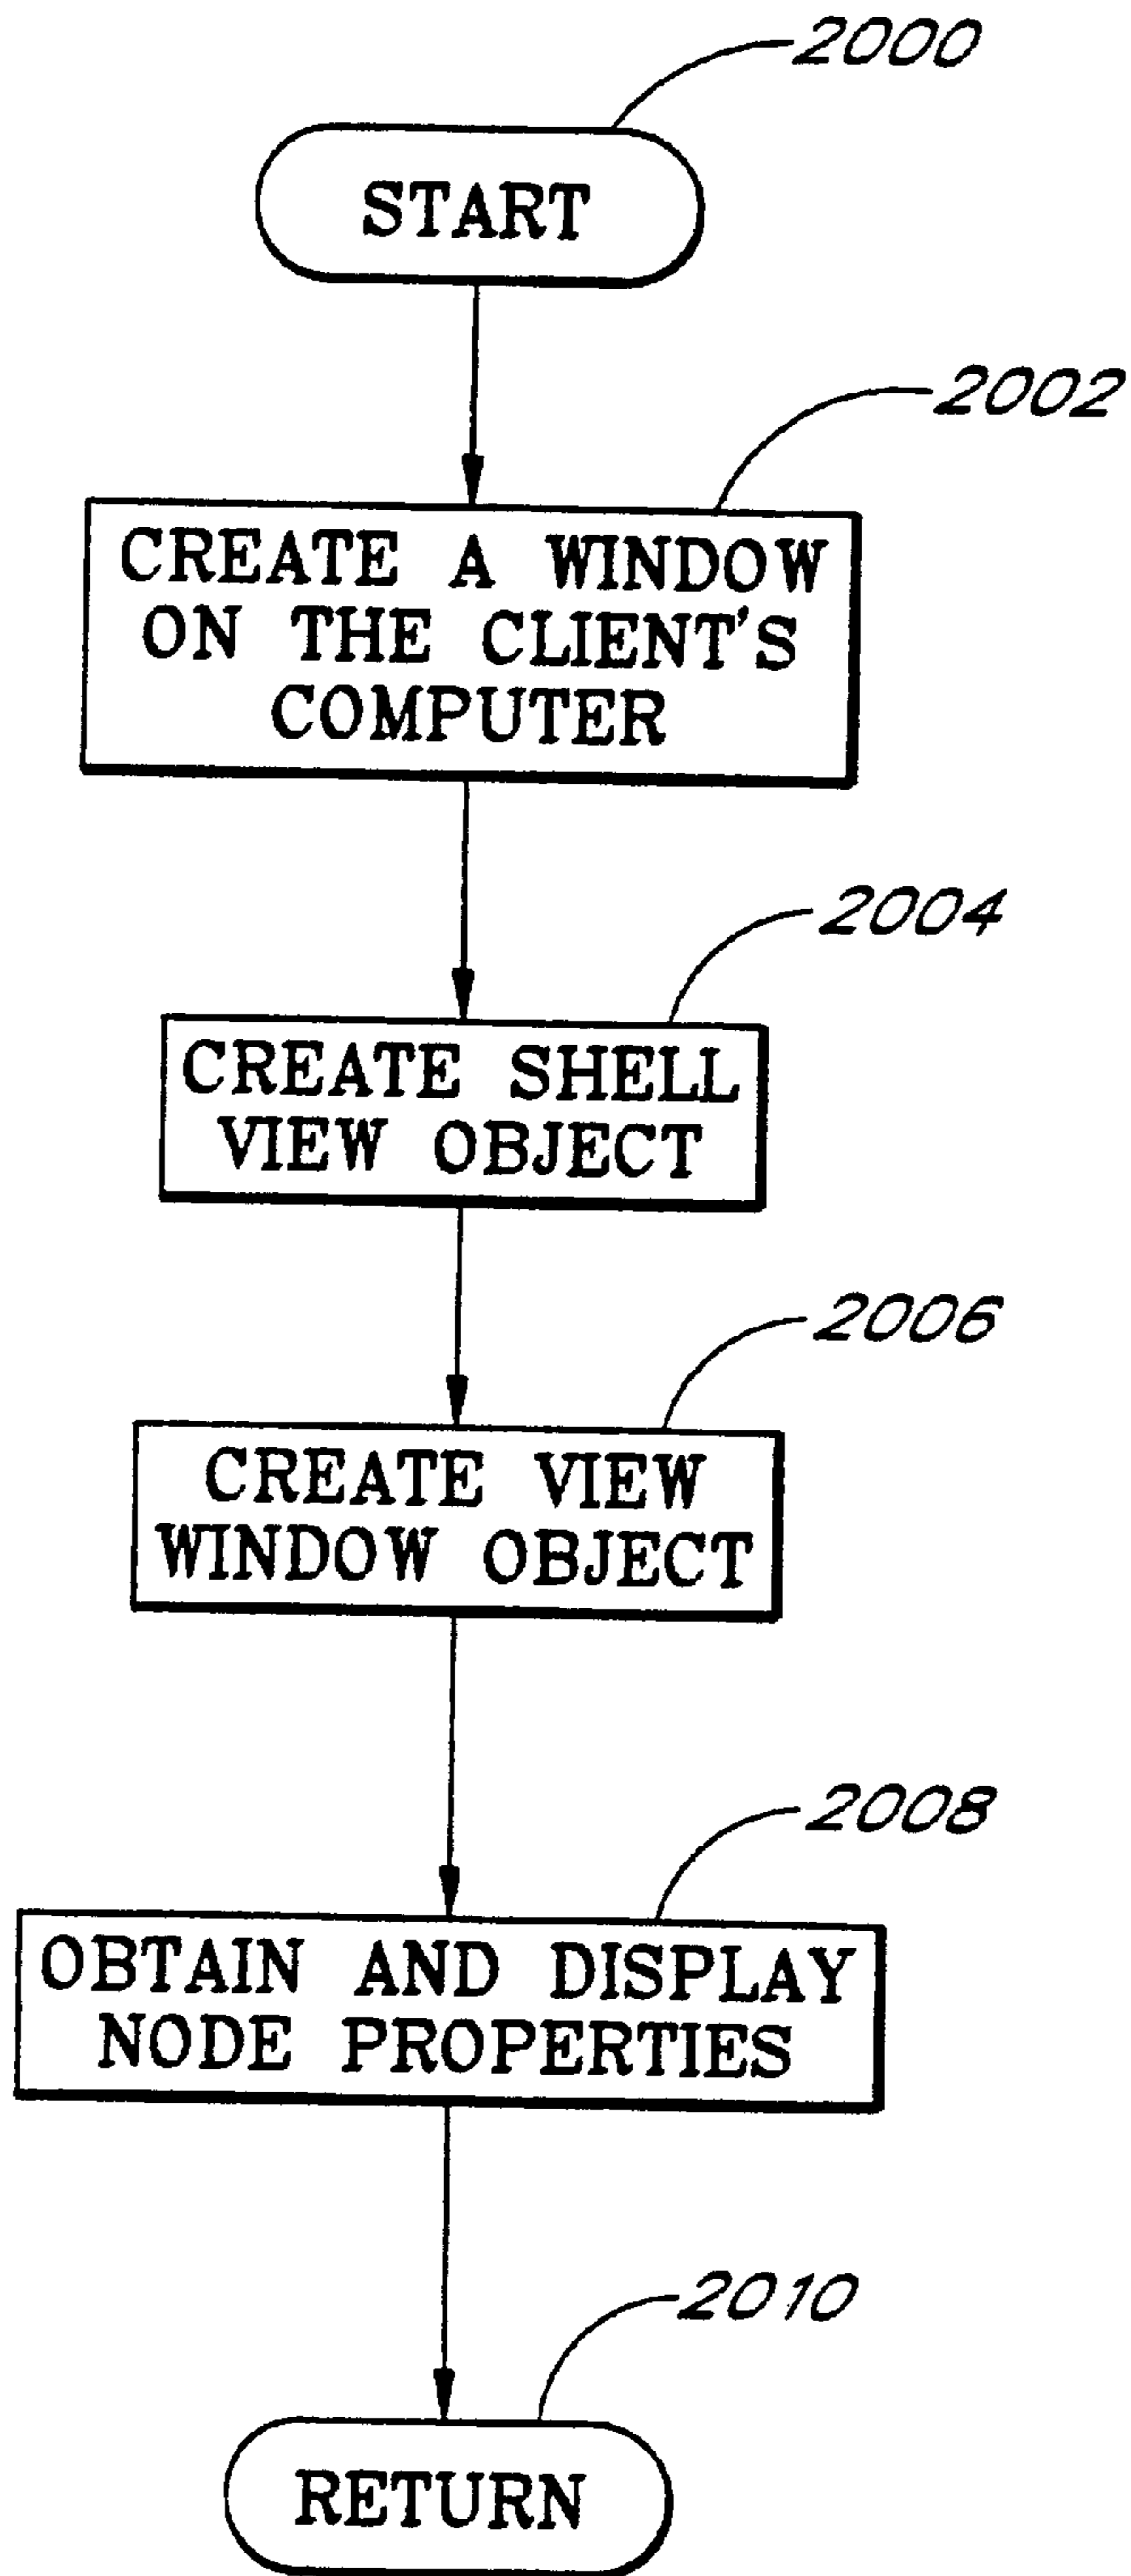 2000
START
2002
CREATE A WINDOW
ON THE CLIENT'S
COMPUTER
2004
CREATE SHELL
VIEW OBJECT
2006
CREATE VIEW
WINDOW OBJECT
2008
OBTAIN AND DISPLAY
NODE PROPERTIES
2010
RETURN